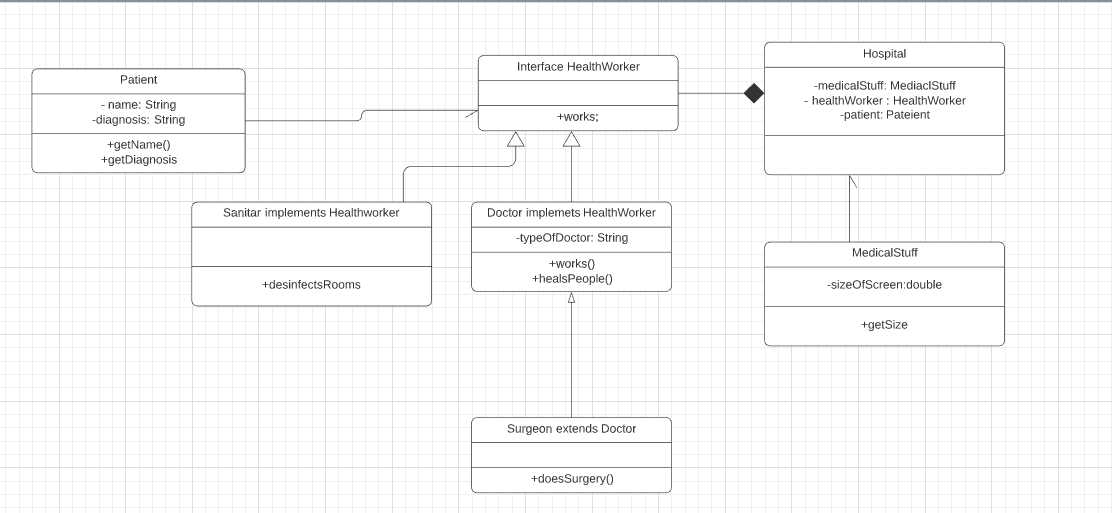 Patient
- name: String
-diagnosis: String
+getName()
+getDiagnosis
Interface HealthWorker
+works;
Hospital
-medicalStuff: MediaclStuff
- healthWorker : HealthWorker
-patient: Pateient
Sanitar implements Healthworker
+desinfectsRooms
Doctor implemets HealthWorker
-typeOfDoctor: String
+works()
+healsPeople()
MedicalStuff
-sizeOfScreen:double
+getSize
Surgeon extends Doctor
+doesSurgery()